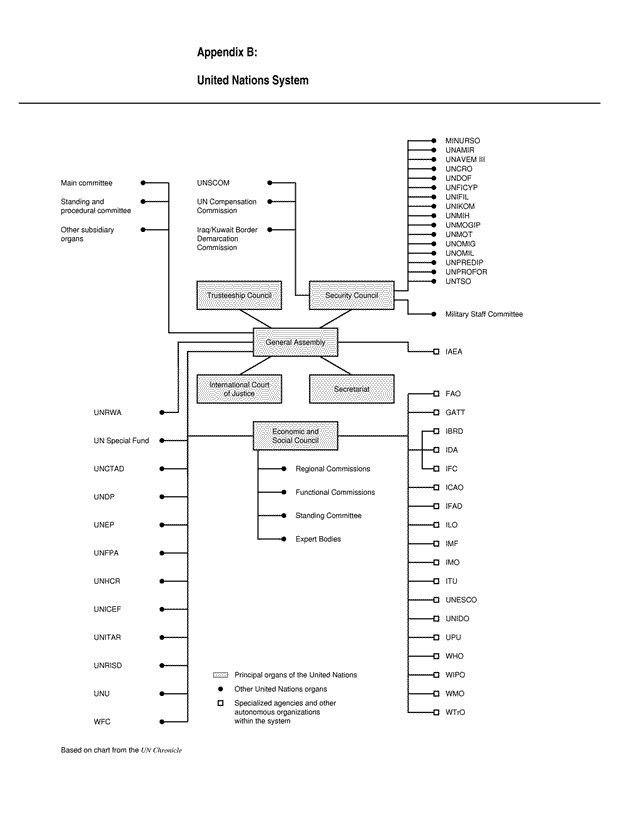 Appendix B:
United Nations System
MINURSO
UNAMIR
UNAVEM III
UNCRO
UNDOF
UNFICYP
UNIFIL
UNIKOM
UNMIH
UNMOGIP
UNMOT
UNOMIG
UNOMIL
UNPREDIP
UNPROFOR
UNTSO
Main committee
Standing and
procedural committee
Other subsidiary
organs
UNSCOM
UN Compensation
Commission
Iraq/Kuwait Border
Demarcation
Commission
Trusteeship Council
Security Council
Military Staff Committee
General Assembly
IAEA
International Court
of Justice
Secretariat
UNRWA
UN Special Fund
UNCTAD
UNDP
UNEP
UNFPA
UNHCR
UNICEF
UNITAR
UNRISD
UNU
WFC
Economic and
Social Council
Regional Commissions
Functional Commissions
Standing Committee
Expert Bodies
FAO
GATT
IBRD
IDA
IFC
ICAO
IFAD
ILO
IMF
IMO
ITU
UNESCO
UNIDO
UPU
WHO
WIPO
WMO
WTrO
Principal organs of the United Nations
Other United Nations organs
Specialized agencies and other
autonomous organizations
within the system
Based on chart from the UN Chronicle